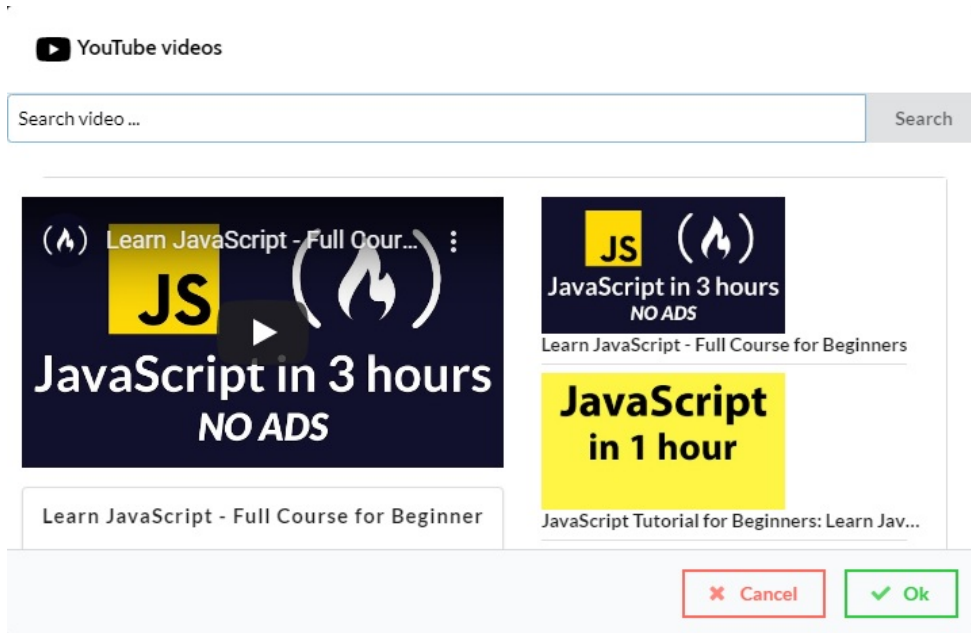 YouTube videos
Search video ...
Search
Learn JavaScript - Full Cour...
JS
JavaScript in 3 hours
NO ADS
Learn JavaScript - Full Course for Beginner
JS
JavaScript in 3 hours
NO ADS
Learn JavaScript - Full Course for Beginners
JavaScript
in 1 hour
JavaScript Tutorial for Beginners: Learn Jav...
Cancel
Ok